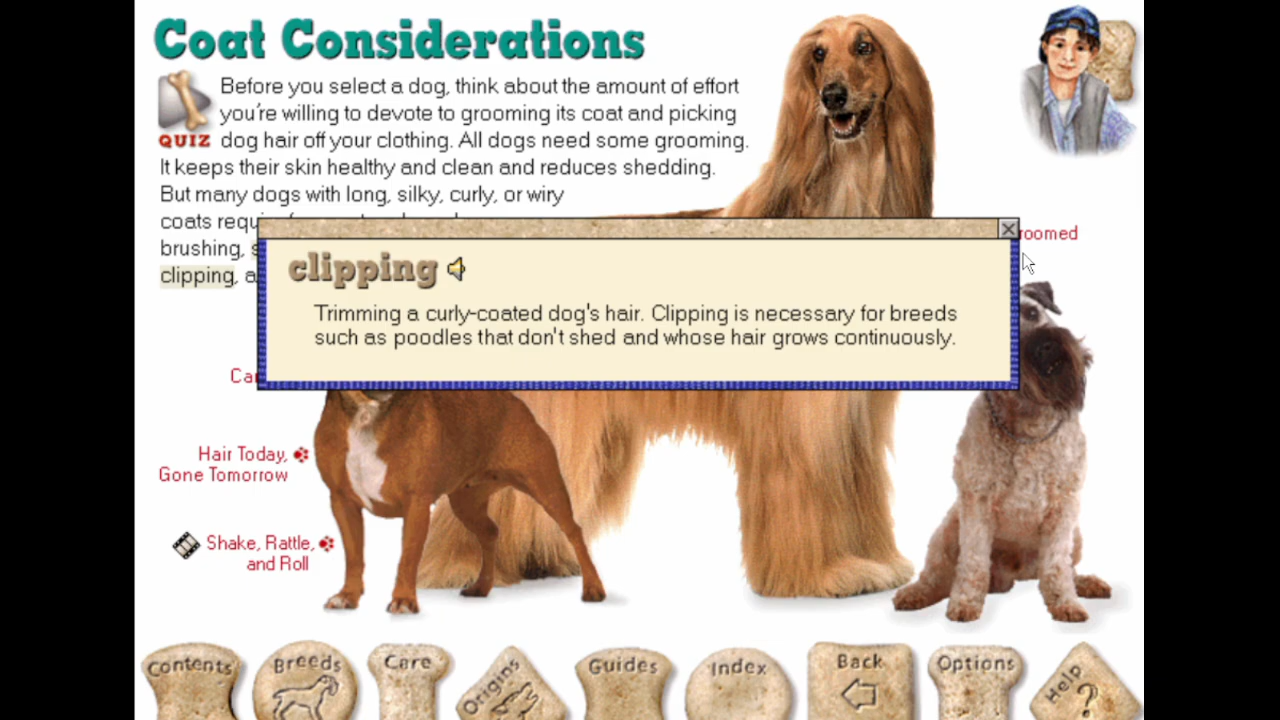 Coat Considerations
Before you select a dog, think about the amount of effort
you're willing to devote to grooming its coat and picking
QUIZ
dog hair off your clothing. All dogs need some grooming.
It keeps their skin healthy and clean and reduces shedding.
But many dogs with long, silky, curly, or wiry
coats
brushing,
clipping,
clipping
Trimming a curly-coated dog's hair. Clipping is necessary for breeds
such as poodles that don't shed and whose hair grows continuously.
Hair Today,
Gone Tomorrow
Shake, Rattle,
and Roll
Contents
Breeds
Care
Origins
Guides
Index
Back
Options
Help
?